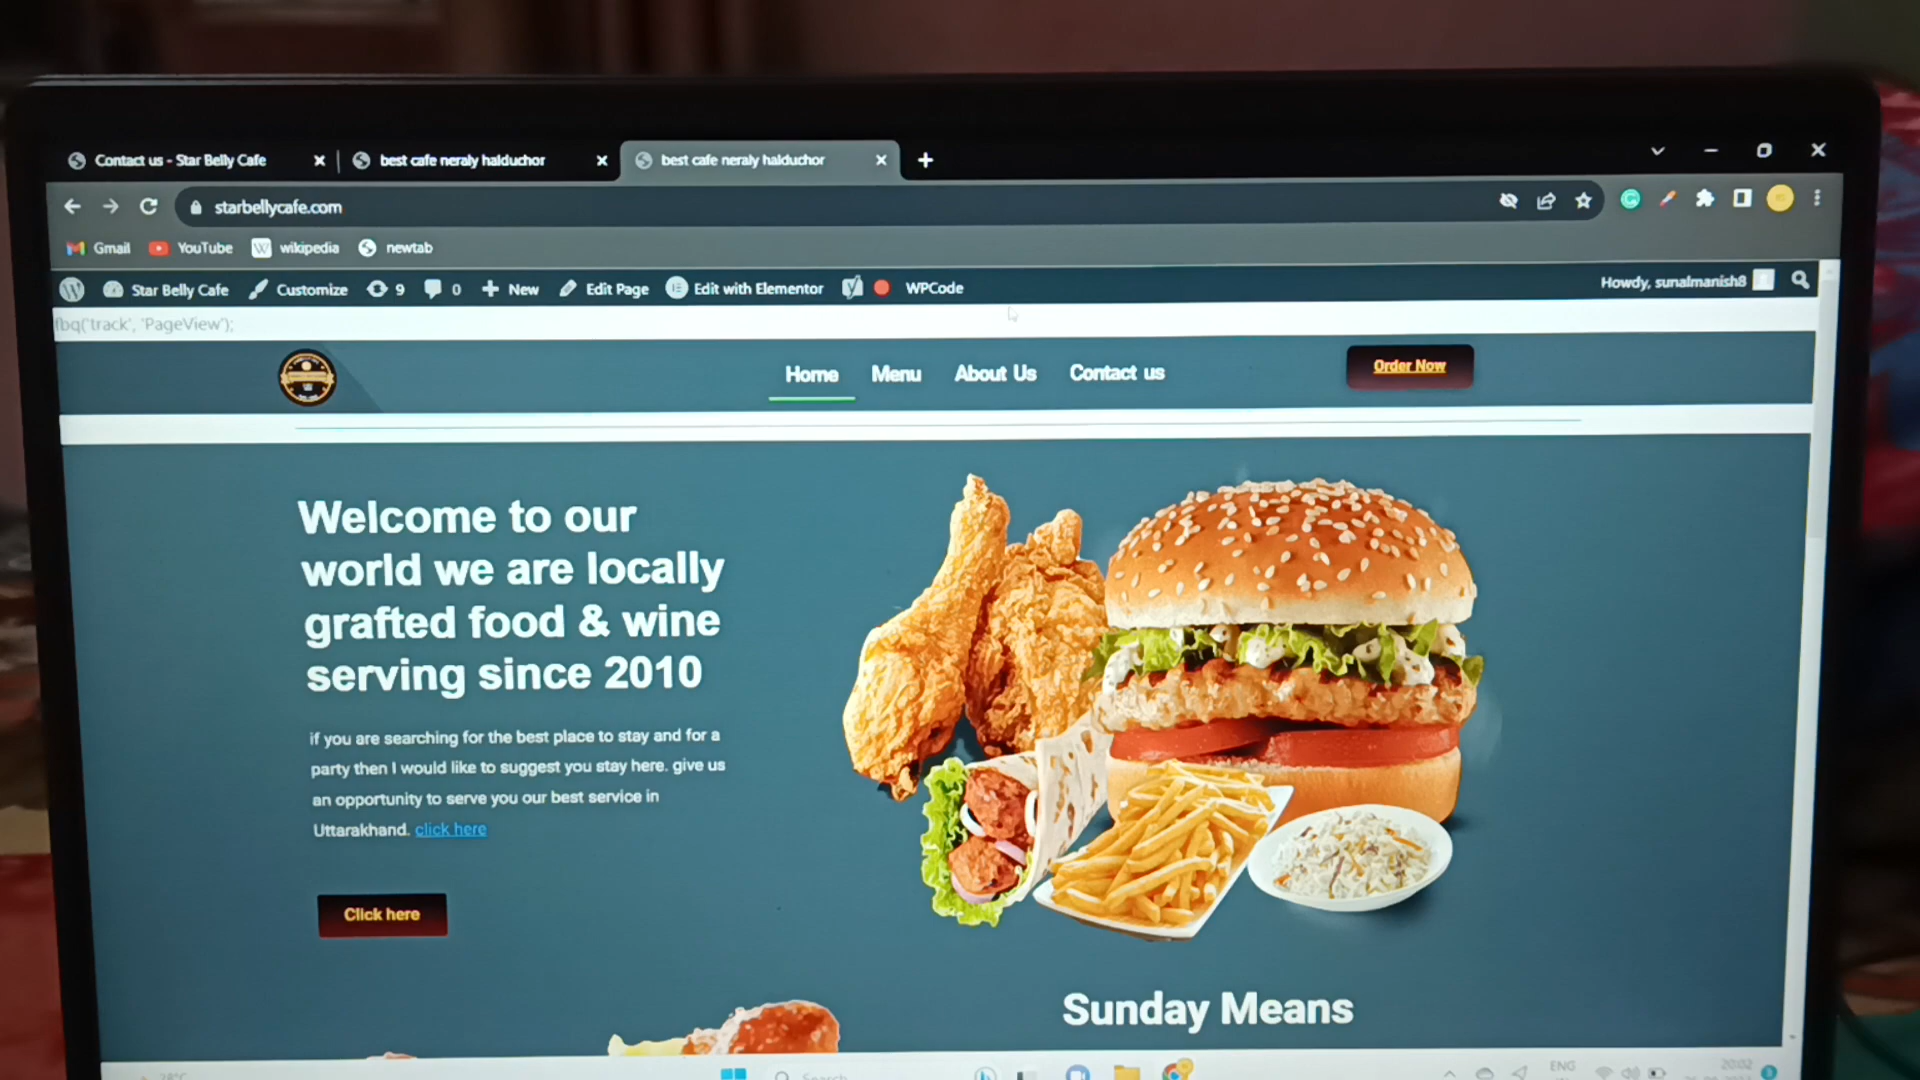 Contact us - Star Belly Cafe
best cafe neraly halduchor
best cafe neraly halduchor
starbellycafe.com
Gmail YouTube wikipedia newtab
Star Belly Cafe Customize 9 0 New Edit Page Edit with Elementor WPCode Howdy, sunalmanish8
fbq('track', 'PageView');
Home Menu About Us Contact us Order Now
Welcome to our
world we are locally
grafted food & wine
serving since 2010
if you are searching for the best place to stay and for a
party then I would like to suggest you stay here. give us
an opportunity to serve you our best service in
Uttarakhand. click here
Click here
Sunday Means
28°C Search ENG 20:02